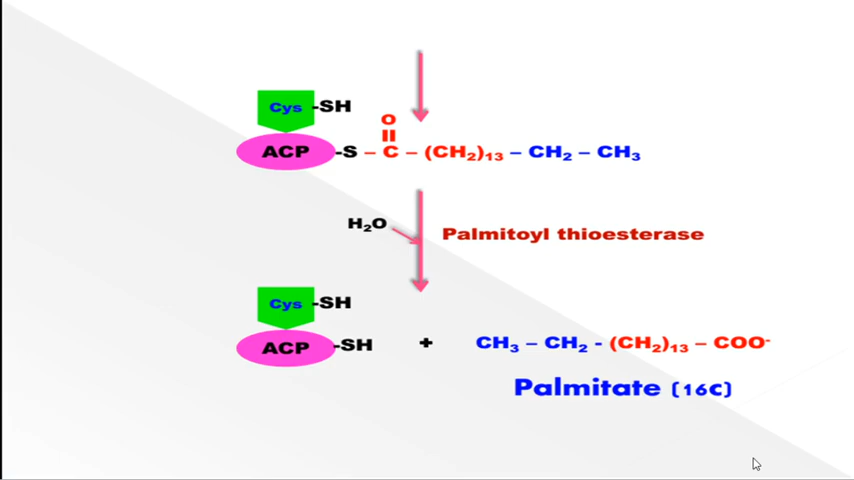 Cys -SH
O
ACP -S – C – (CH₂)₁₃ – CH₂ – CH₃
H₂O
Palmitoyl thioesterase
Cys -SH
ACP -SH + CH₃ – CH₂ - (CH₂)₁₃ – COO⁻
Palmitate (16C)